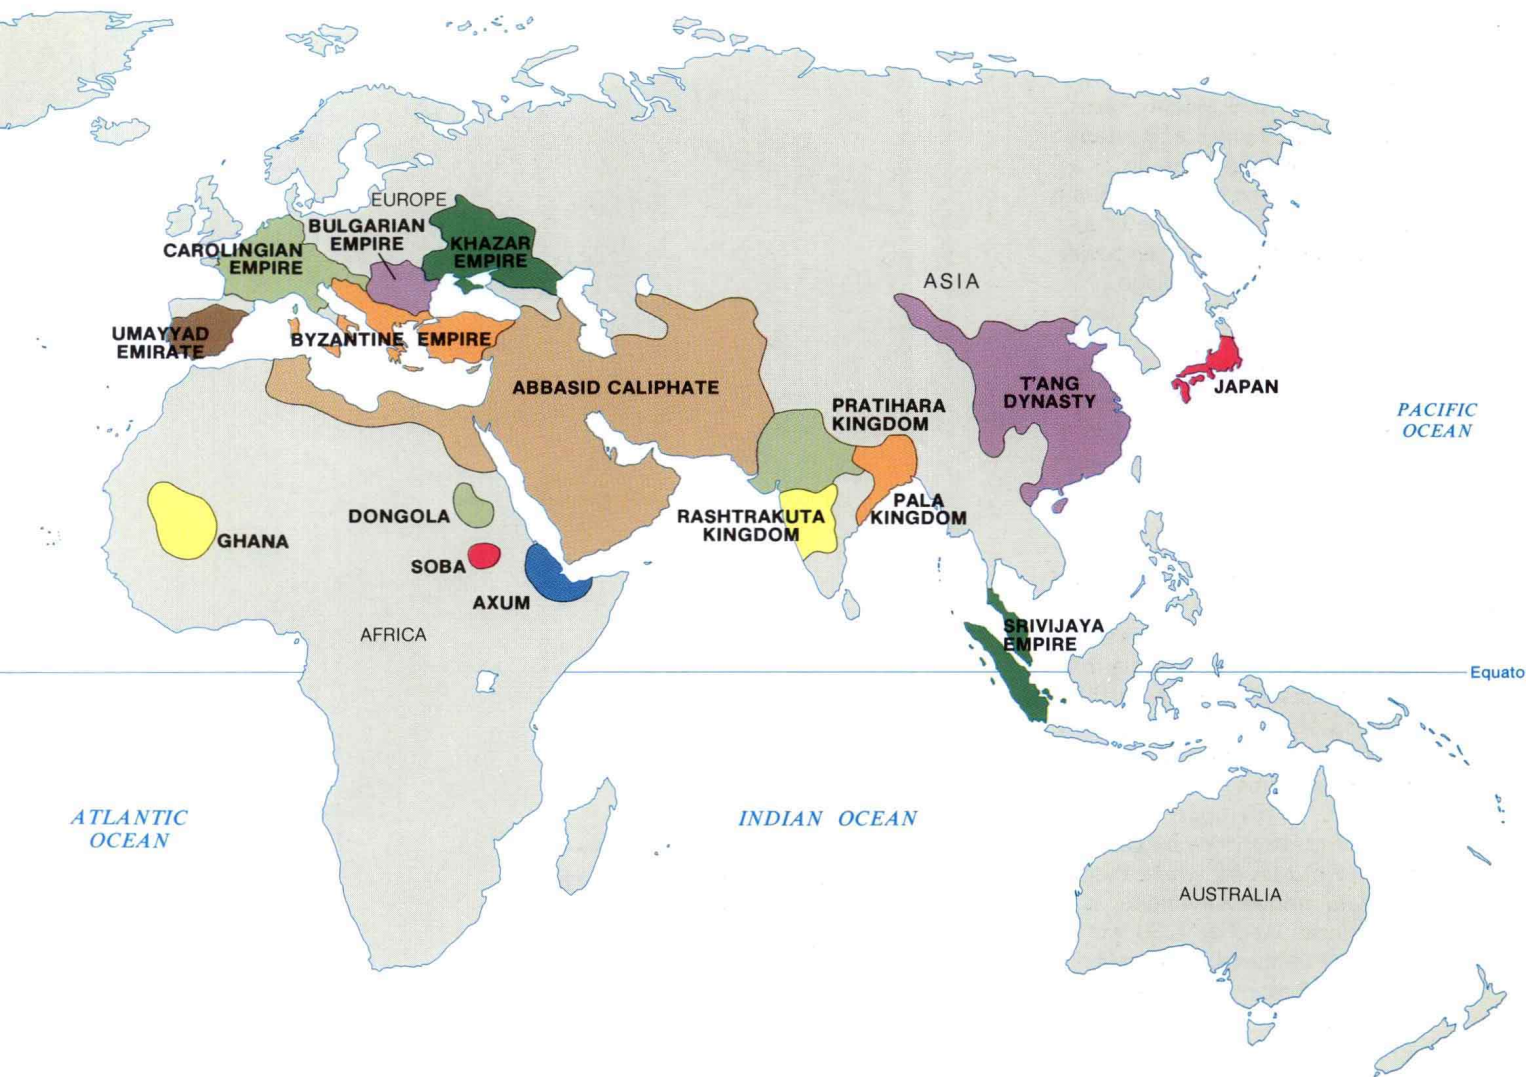 EUROPE
BULGARIAN
EMPIRE
CAROLINGIAN
EMPIRE
KHAZAR
EMPIRE
ASIA
UMAYYAD
EMIRATE
BYZANTINE EMPIRE
ABBASID CALIPHATE
T'ANG
DYNASTY
JAPAN
PRATIHARA
KINGDOM
PACIFIC
OCEAN
PALA
KINGDOM
RASHTRAKUTA
KINGDOM
DONGOLA
GHANA
SOBA
AXUM
AFRICA
SRIVIJAYA
EMPIRE
Equato
ATLANTIC
OCEAN
INDIAN OCEAN
AUSTRALIA